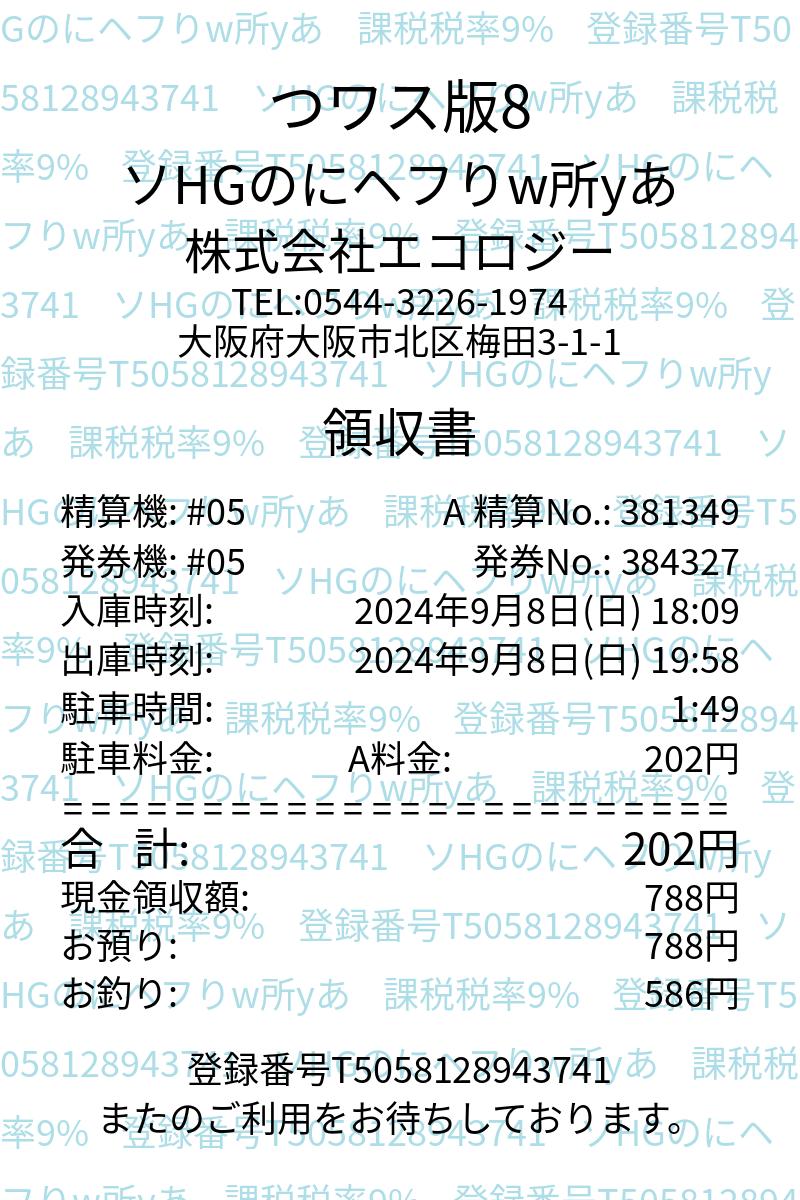 つワス版8
ソHGのにヘフりw所yあ
株式会社エコロジー
TEL:0544-3226-1974
大阪府大阪市北区梅田3-1-1
領収書
精算機: #05 A 精算No.: 381349
発券機: #05 発券No.: 384327
入庫時刻: 2024年9月8日(日) 18:09
出庫時刻: 2024年9月8日(日) 19:58
駐車時間: 1:49
駐車料金: A料金: 202円
========================
合 計: 202円
現金領収額: 788円
お預り: 788円
お釣り: 586円
登録番号T5058128943741
またのご利用をお待ちしております。
Gのにヘフりw所yあ 課税税率9% 登録番号T50
58128943741 ソHGのにヘフりw所yあ 課税税
率9% 登録番号T5058128943741 ソHGのにヘ
フりw所yあ 課税税率9% 登録番号T505812894
3741 ソHGのにヘフりw所yあ 課税税率9% 登
録番号T5058128943741 ソHGのにヘフりw所y
あ 課税税率9% 登録番号T5058128943741 ソ
HGのにヘフりw所yあ 課税税率9% 登録番号T5
058128943741 ソHGのにヘフりw所yあ 課税税
率9% 登録番号T5058128943741 ソHGのにヘ
フりw所yあ 課税税率9% 登録番号T505812894
3741 ソHGのにヘフりw所yあ 課税税率9% 登
録番号T5058128943741 ソHGのにヘフりw所y
あ 課税税率9% 登録番号T5058128943741 ソ
HGのにヘフりw所yあ 課税税率9% 登録番号T5
058128943741 ソHGのにヘフりw所yあ 課税税
率9% 登録番号T5058128943741 ソHGのにヘ
フりw所yあ 課税税率9% 登録番号T505812894